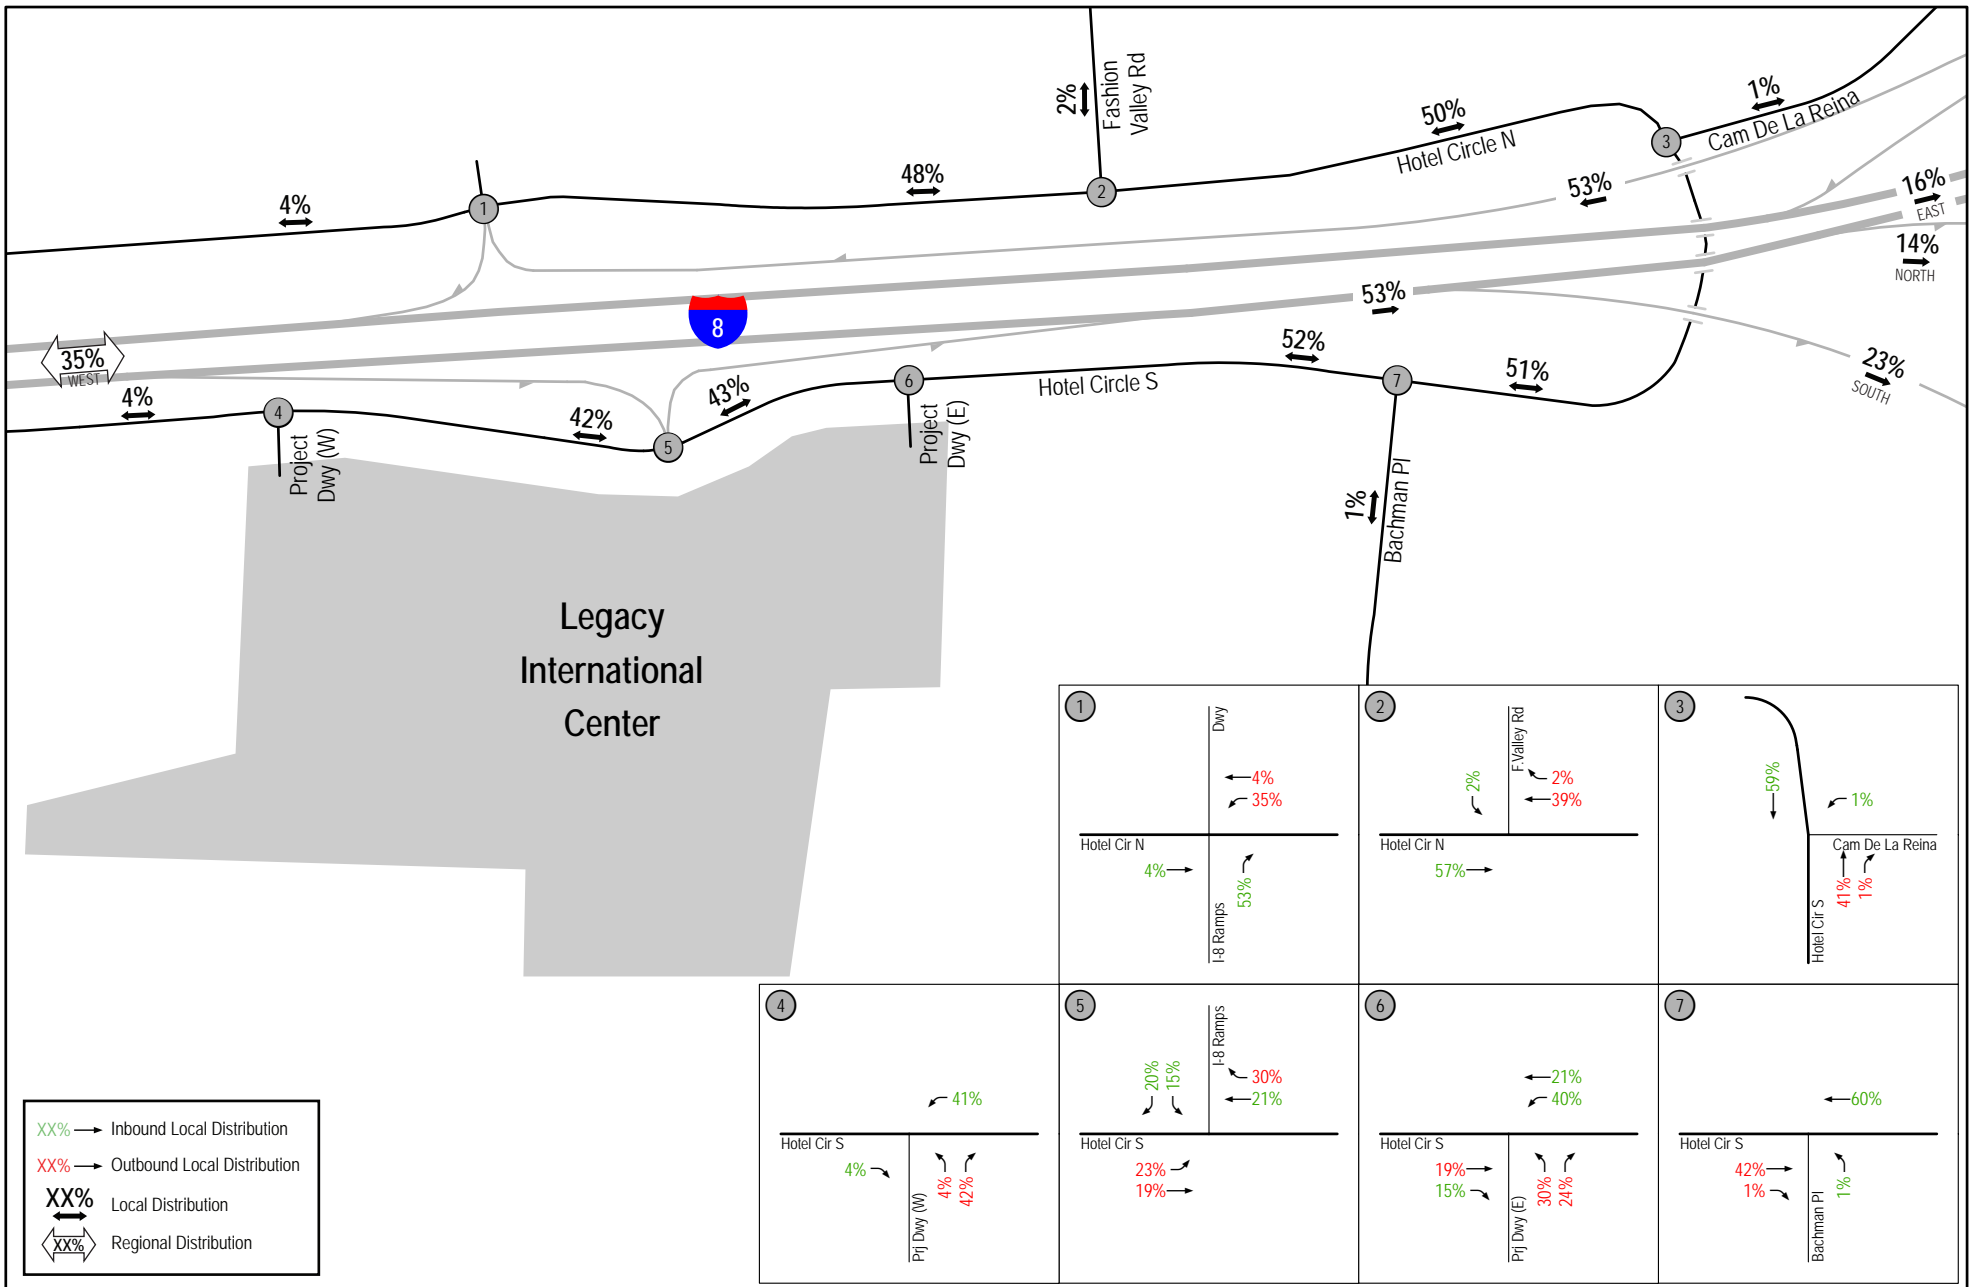 2%
Fashion
Valley Rd
50%
Hotel Circle N
1%
Cam De La Reina
3
4%
1
48%
2
53%
16%
EAST
14%
NORTH
8
53%
35%
WEST
23%
SOUTH
4%
4
Project
Dwy (W)
42%
5
43%
6
Project
Dwy (E)
Hotel Circle S
52%
7
51%
1%
Bachman Pl
Legacy
International
Center
1
Dwy
4%
35%
Hotel Cir N
4%
53%
I-8 Ramps
2
F.Valley Rd
2%
2%
39%
Hotel Cir N
57%
3
59%
1%
Cam De La Reina
41%
1%
Hotel Cir S
4
41%
Hotel Cir S
4%
4%
42%
Prj Dwy (W)
5
I-8 Ramps
20%
15%
30%
21%
Hotel Cir S
23%
19%
6
21%
40%
Hotel Cir S
19%
15%
30%
24%
Prj Dwy (E)
7
60%
Hotel Cir S
42%
1%
1%
Bachman Pl
XX% Inbound Local Distribution
XX% Outbound Local Distribution
XX% Local Distribution
XX% Regional Distribution